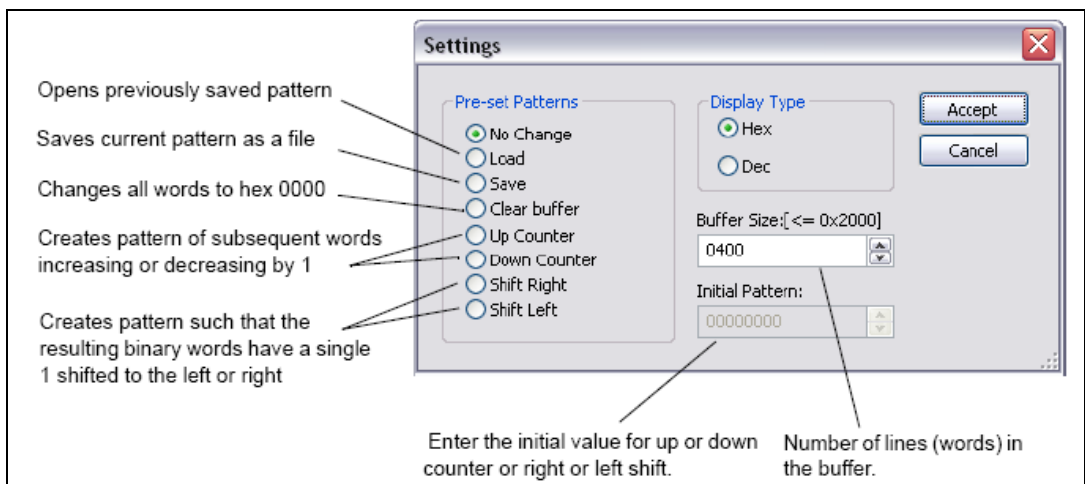 Settings
Opens previously saved pattern
Saves current pattern as a file
Changes all words to hex 0000
Creates pattern of subsequent words
increasing or decreasing by 1
Creates pattern such that the
resulting binary words have a single
1 shifted to the left or right
Pre-set Patterns
No Change
Load
Save
Clear buffer
Up Counter
Down Counter
Shift Right
Shift Left
Display Type
Hex
Dec
Accept
Cancel
Buffer Size:[ <= 0x2000]
0400
Initial Pattern:
00000000
Enter the initial value for up or down
counter or right or left shift.
Number of lines (words) in
the buffer.